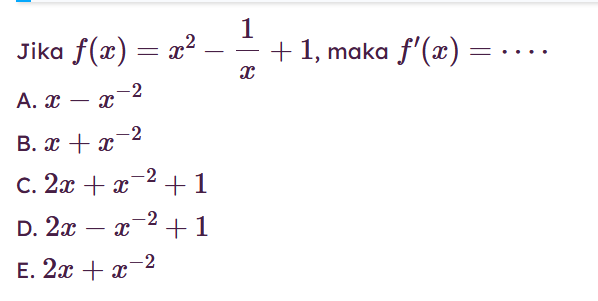 Jika f(x) = x² − 1/x + 1, maka f′(x) = ⋯⋅
A. x − x⁻²
B. x + x⁻²
C. 2x + x⁻² + 1
D. 2x − x⁻² + 1
E. 2x + x⁻²